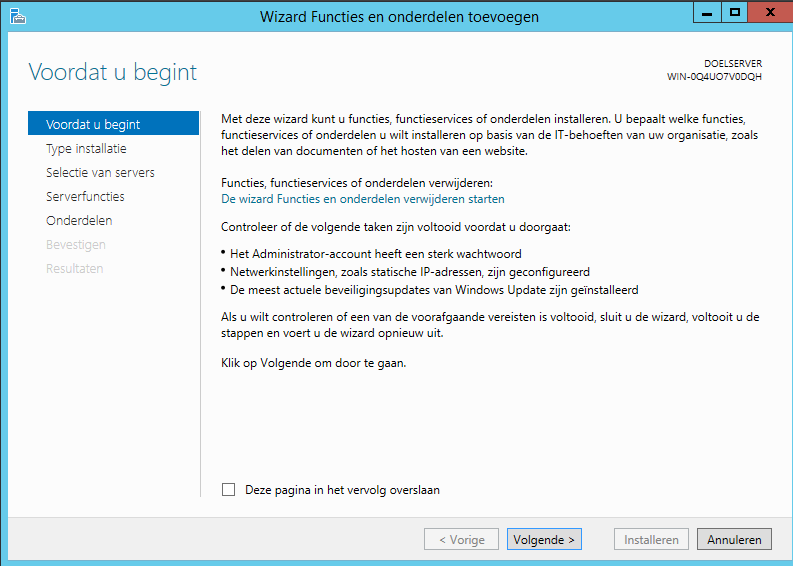 Wizard Functies en onderdelen toevoegen
Voordat u begint
DOELSERVER
WIN-0Q4UO7V0DQH
Voordat u begint
Type installatie
Selectie van servers
Serverfuncties
Onderdelen
Bevestigen
Resultaten
Met deze wizard kunt u functies, functieservices of onderdelen installeren. U bepaalt welke functies,
functieservices of onderdelen u wilt installeren op basis van de IT-behoeften van uw organisatie, zoals
het delen van documenten of het hosten van een website.
Functies, functieservices of onderdelen verwijderen:
De wizard Functies en onderdelen verwijderen starten
Controleer of de volgende taken zijn voltooid voordat u doorgaat:
• Het Administrator-account heeft een sterk wachtwoord
• Netwerkinstellingen, zoals statische IP-adressen, zijn geconfigureerd
• De meest actuele beveiligingsupdates van Windows Update zijn geïnstalleerd
Als u wilt controleren of een van de voorafgaande vereisten is voltooid, sluit u de wizard, voltooit u de
stappen en voert u de wizard opnieuw uit.
Klik op Volgende om door te gaan.
Deze pagina in het vervolg overslaan
< Vorige
Volgende >
Installeren
Annuleren